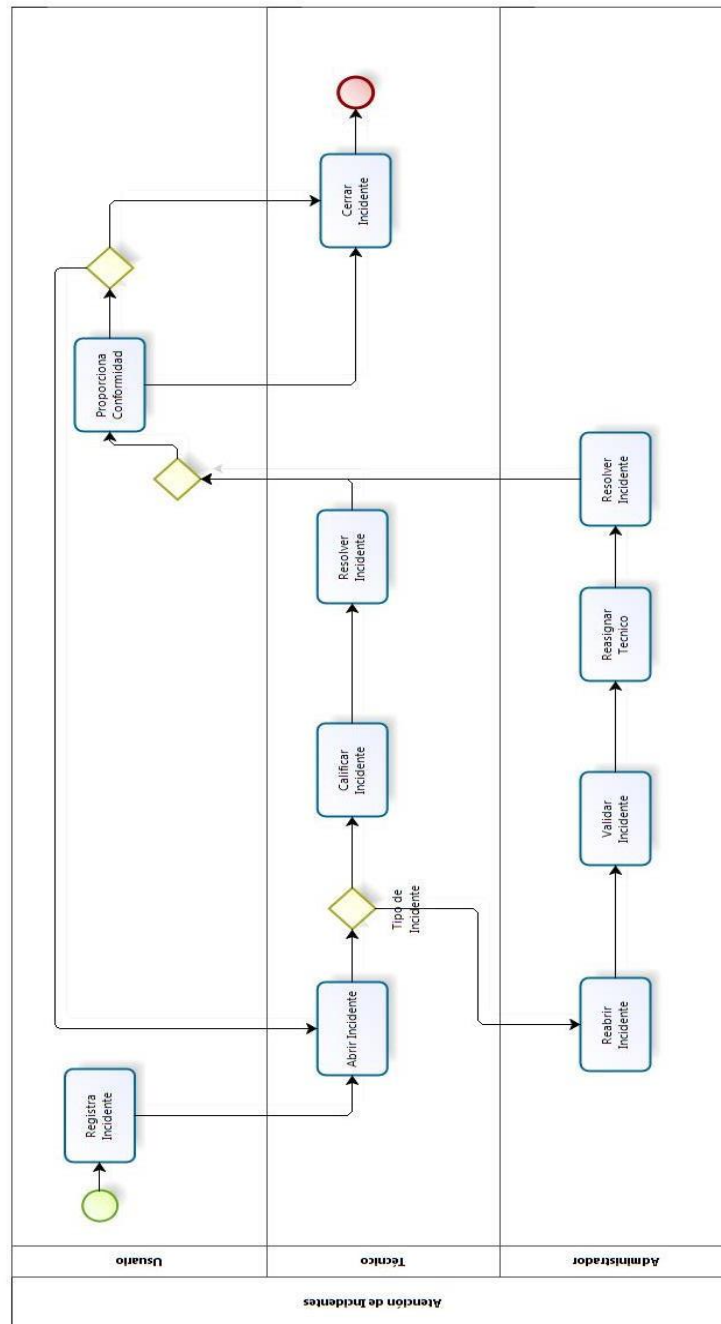 Atención de Incidentes
Usuario
Registra
Incidente
Proporciona
Conformidad
Técnico
Abrir Incidente
Tipo de
Incidente
Calificar
Incidente
Resolver
Incidente
Cerrar
Incidente
Administrador
Reabrir
Incidente
Validar
Incidente
Reasignar
Tecnico
Resolver
Incidente